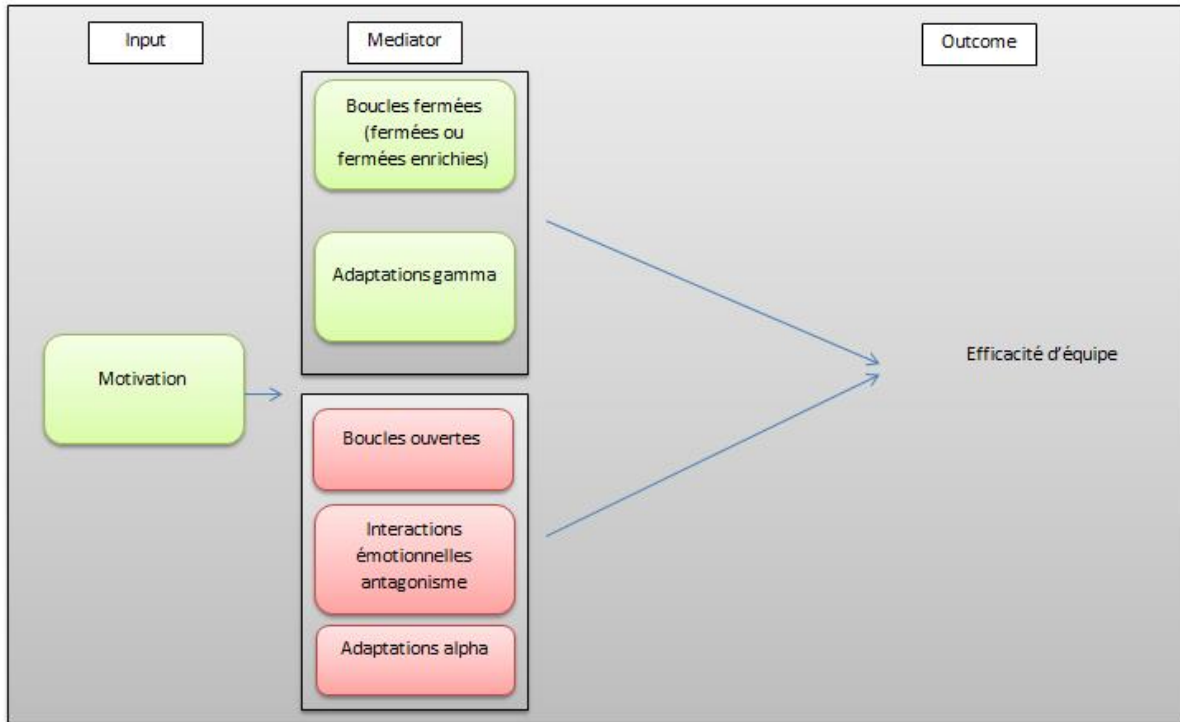 Input
Mediator
Outcome
Boucles fermées
(fermées ou
fermées enrichies)
Adaptations gamma
Motivation
Efficacité d'équipe
Boucles ouvertes
Interactions
émotionnelles
antagonisme
Adaptations alpha